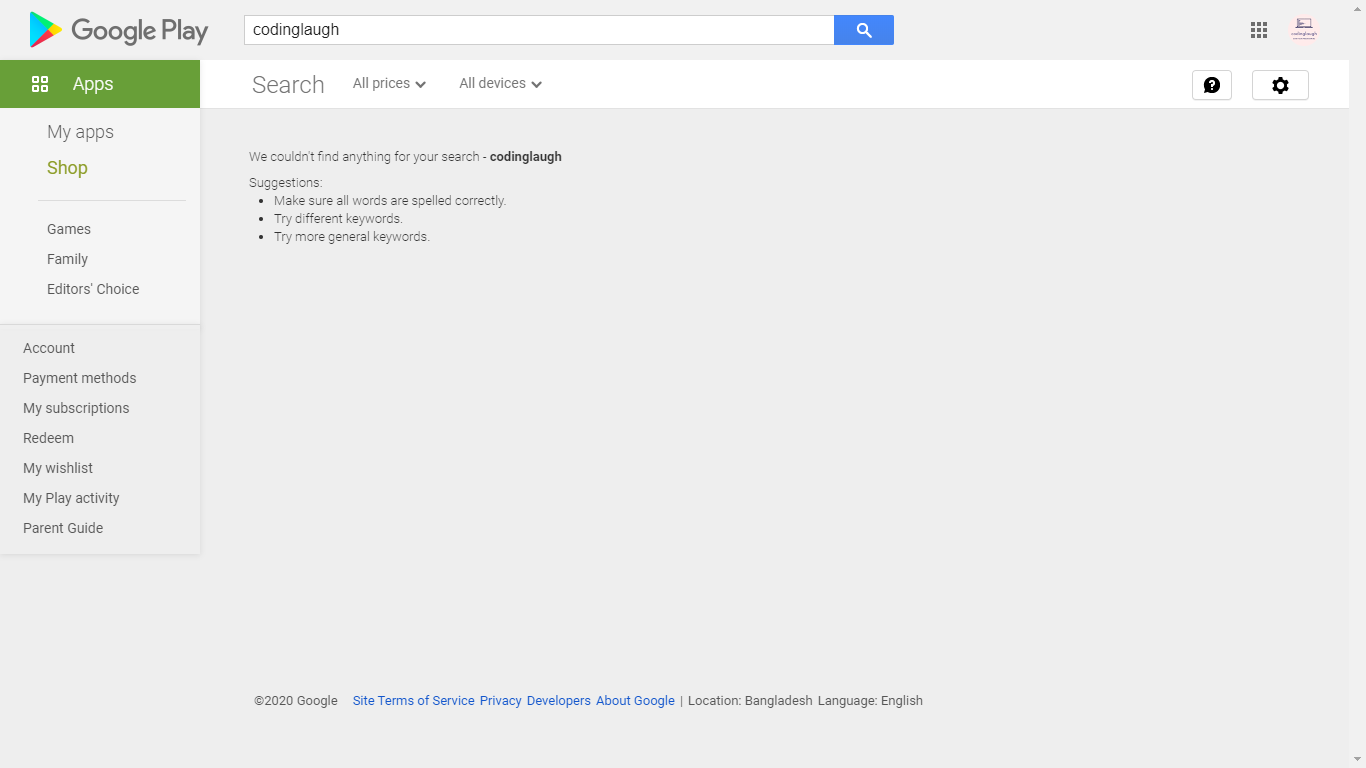 Google Play
codinglaugh
codinglaugh
Apps
Search All prices All devices
My apps
Shop
Games
Family
Editors' Choice
Account
Payment methods
My subscriptions
Redeem
My wishlist
My Play activity
Parent Guide
We couldn't find anything for your search - codinglaugh
Suggestions:
Make sure all words are spelled correctly.
Try different keywords.
Try more general keywords.
©2020 Google Site Terms of Service Privacy Developers About Google | Location: Bangladesh Language: English